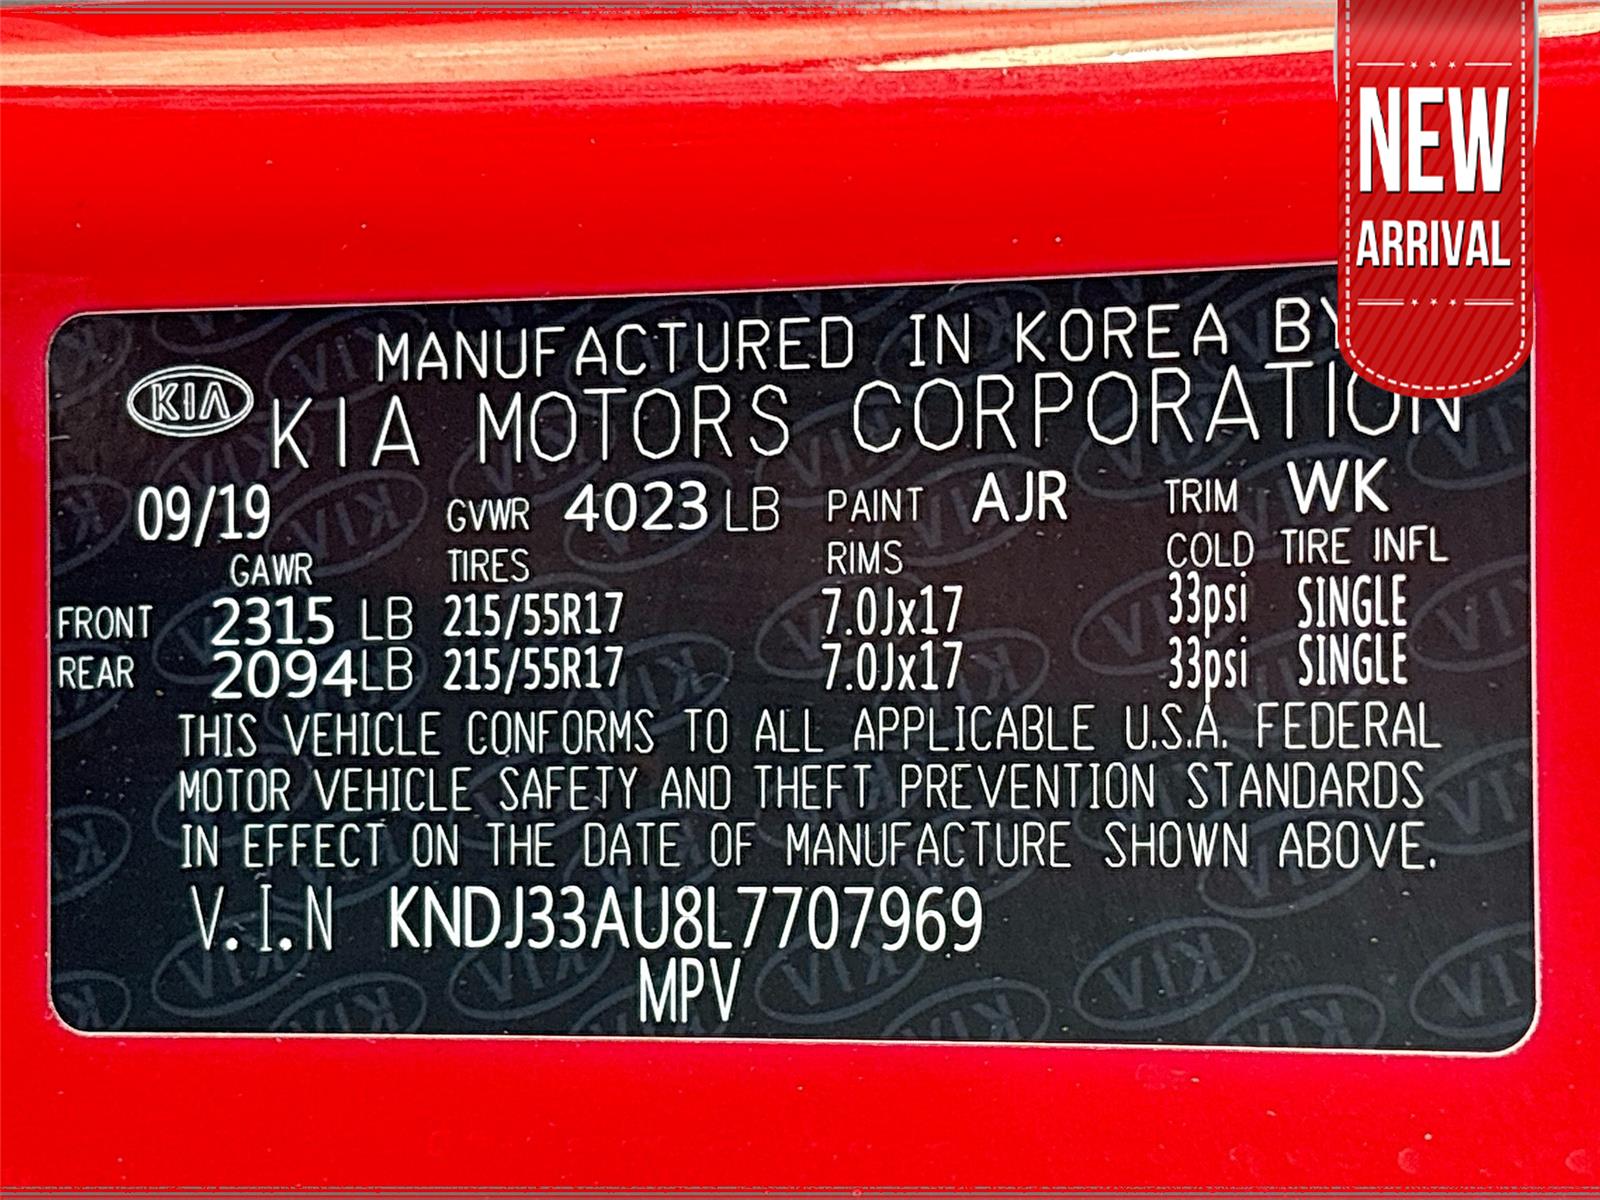 NEW
ARRIVAL
MANUFACTURED IN KOREA BY
KIA KIA MOTORS CORPORATION
09/19 GVWR 4023 LB PAINT AJR TRIM WK
GAWR TIRES RIMS COLD TIRE INFL
FRONT 2315 LB 215/55R17 7.0Jx17 33psi SINGLE
REAR 2094LB 215/55R17 7.0Jx17 33psi SINGLE
THIS VEHICLE CONFORMS TO ALL APPLICABLE U.S.A. FEDERAL
MOTOR VEHICLE SAFETY AND THEFT PREVENTION STANDARDS
IN EFFECT ON THE DATE OF MANUFACTURE SHOWN ABOVE.
V.I.N KNDJ33AU8L7707969
MPV